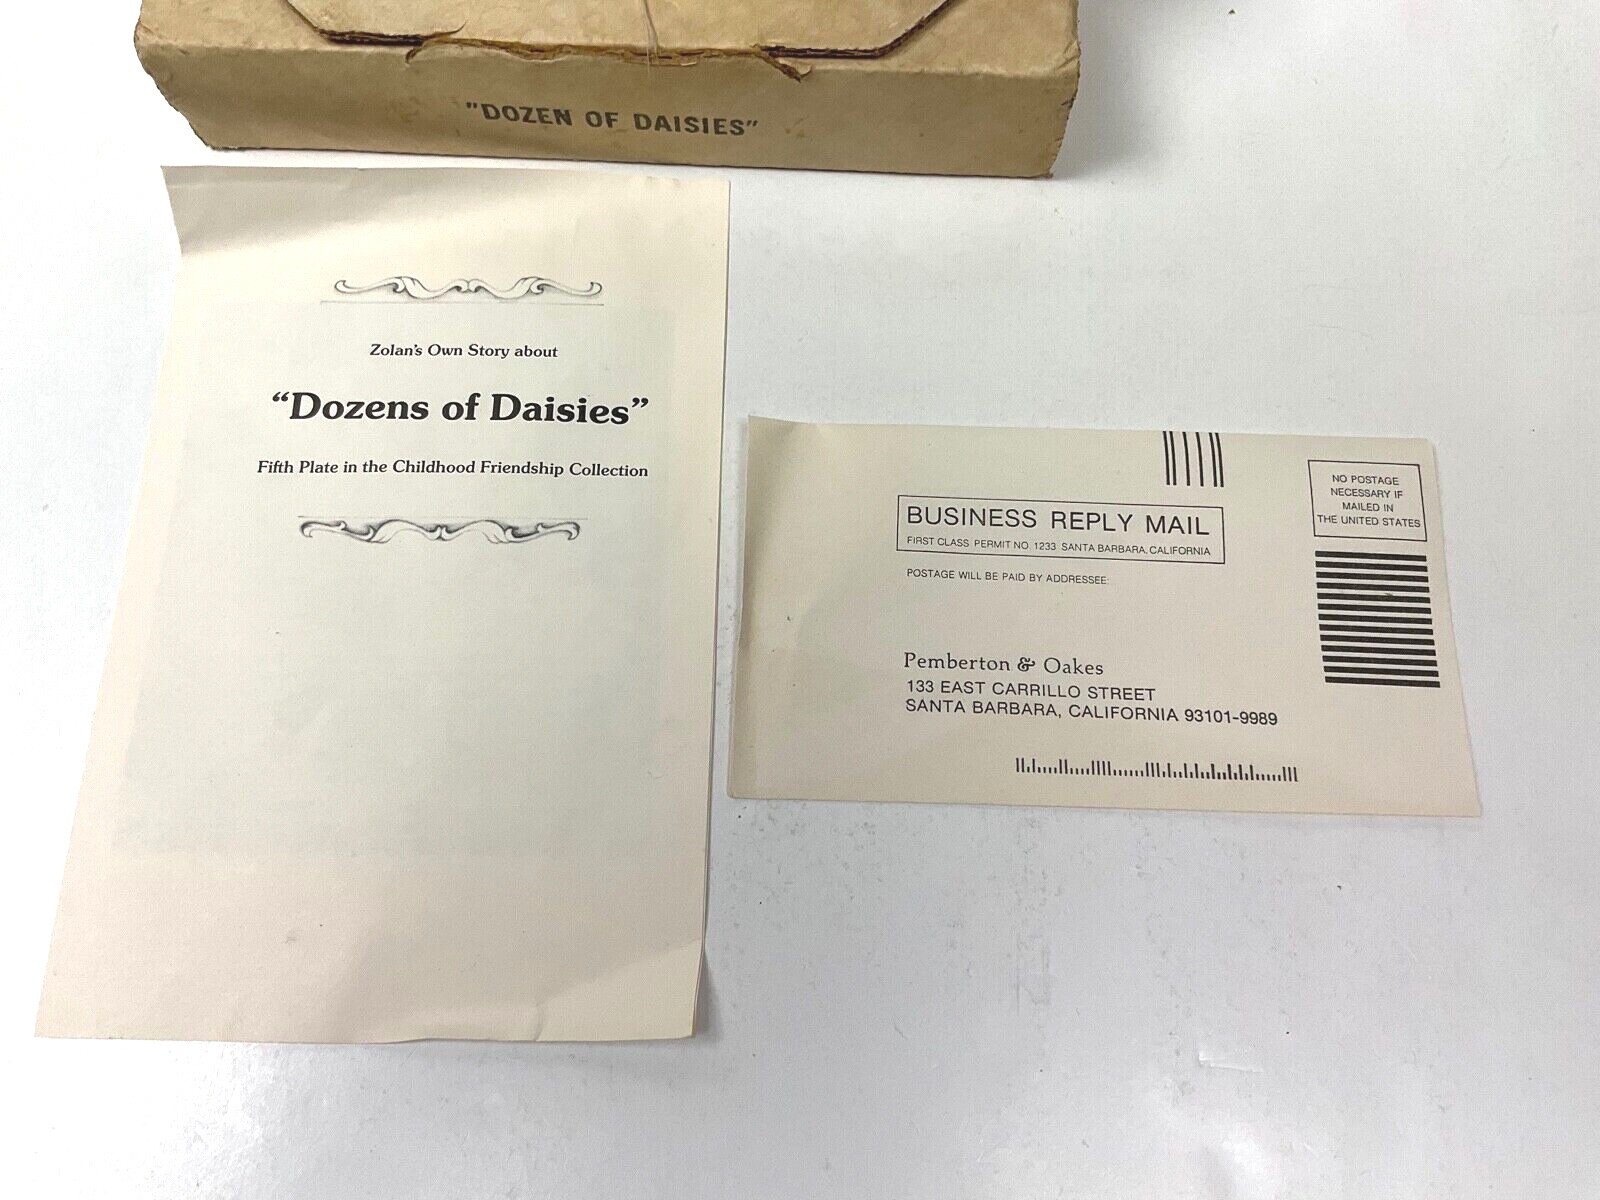 "DOZEN OF DAISIES"
Zolan's Own Story about
“Dozens of Daisies”
Fifth Plate in the Childhood Friendship Collection
NO POSTAGE
NECESSARY IF
MAILED IN
THE UNITED STATES
BUSINESS REPLY MAIL
FIRST CLASS PERMIT NO. 1233 SANTA BARBARA, CALIFORNIA
POSTAGE WILL BE PAID BY ADDRESSEE:
Pemberton & Oakes
133 EAST CARRILLO STREET
SANTA BARBARA, CALIFORNIA 93101-9989